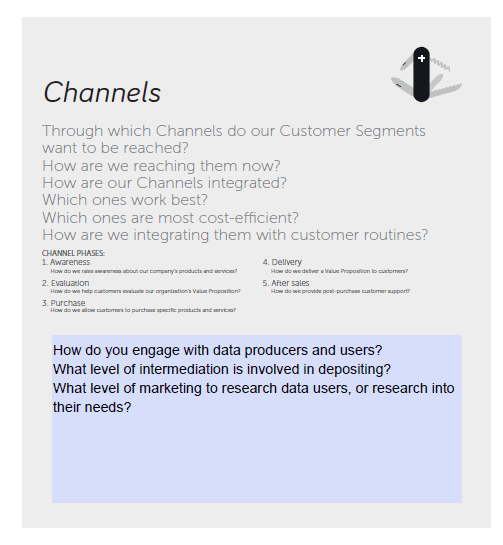 Channels
Through which Channels do our Customer Segments
want to be reached?
How are we reaching them now?
How are our Channels integrated?
Which ones work best?
Which ones are most cost-efficient?
How are we integrating them with customer routines?
CHANNEL PHASES:
1. Awareness
How do we raise awareness about our company's products and services?
2. Evaluation
How do we help customers evaluate our organization's Value Proposition?
3. Purchase
How do we allow customers to purchase specific products and services?
4. Delivery
How do we deliver a Value Proposition to customers?
5. After sales
How do we provide post-purchase customer support?
How do you engage with data producers and users?
What level of intermediation is involved in depositing?
What level of marketing to research data users, or research into
their needs?